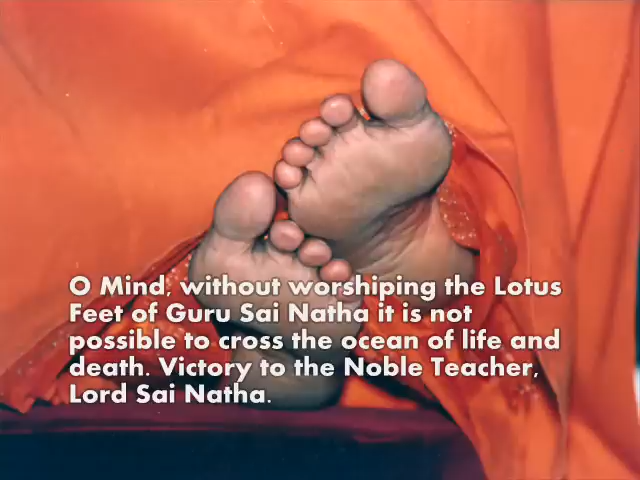 O Mind, without worshiping the Lotus
Feet of Guru Sai Natha it is not
possible to cross the ocean of life and
death. Victory to the Noble Teacher,
Lord Sai Natha.